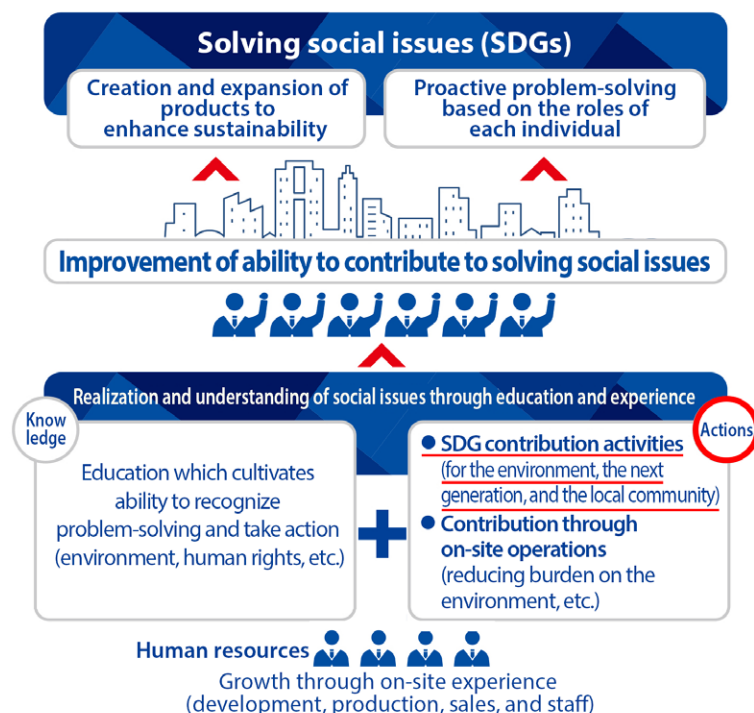 Solving social issues (SDGs)
Creation and expansion of
products to
enhance sustainability
Proactive problem-solving
based on the roles of
each individual
Improvement of ability to contribute to solving social issues
Realization and understanding of social issues through education and experience
Know
ledge
Education which cultivates
ability to recognize
problem-solving and take action
(environment, human rights, etc.)
Actions
● SDG contribution activities
(for the environment, the next
generation, and the local community)
● Contribution through
on-site operations
(reducing burden on the
environment, etc.)
Human resources
Growth through on-site experience
(development, production, sales, and staff)